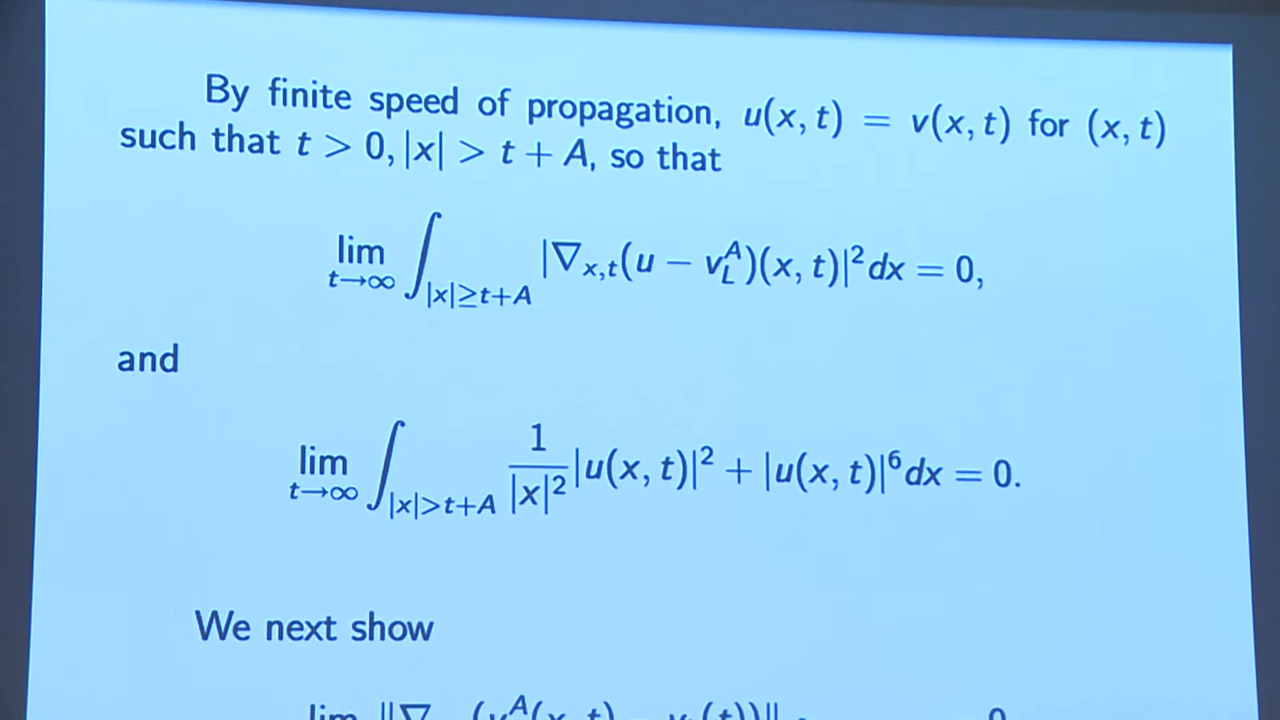 By finite speed of propagation, u(x, t) = v(x, t) for (x, t)
such that t > 0, |x| > t + A, so that
lim_{t→∞} ∫_{|x|≥t+A} |∇_{x,t}(u − v_L^A)(x, t)|² dx = 0,
and
lim_{t→∞} ∫_{|x|>t+A} \frac{1}{|x|²} |u(x, t)|² + |u(x, t)|⁶ dx = 0.
We next show